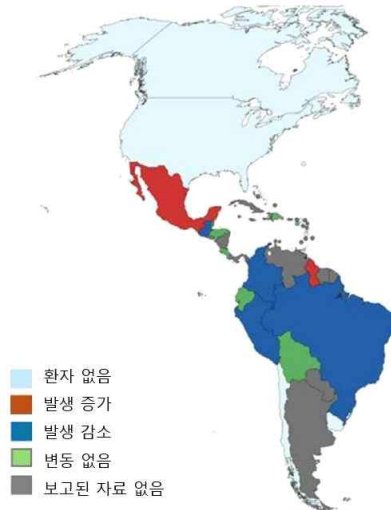 환자 없음
발생 증가
발생 감소
변동 없음
보고된 자료 없음